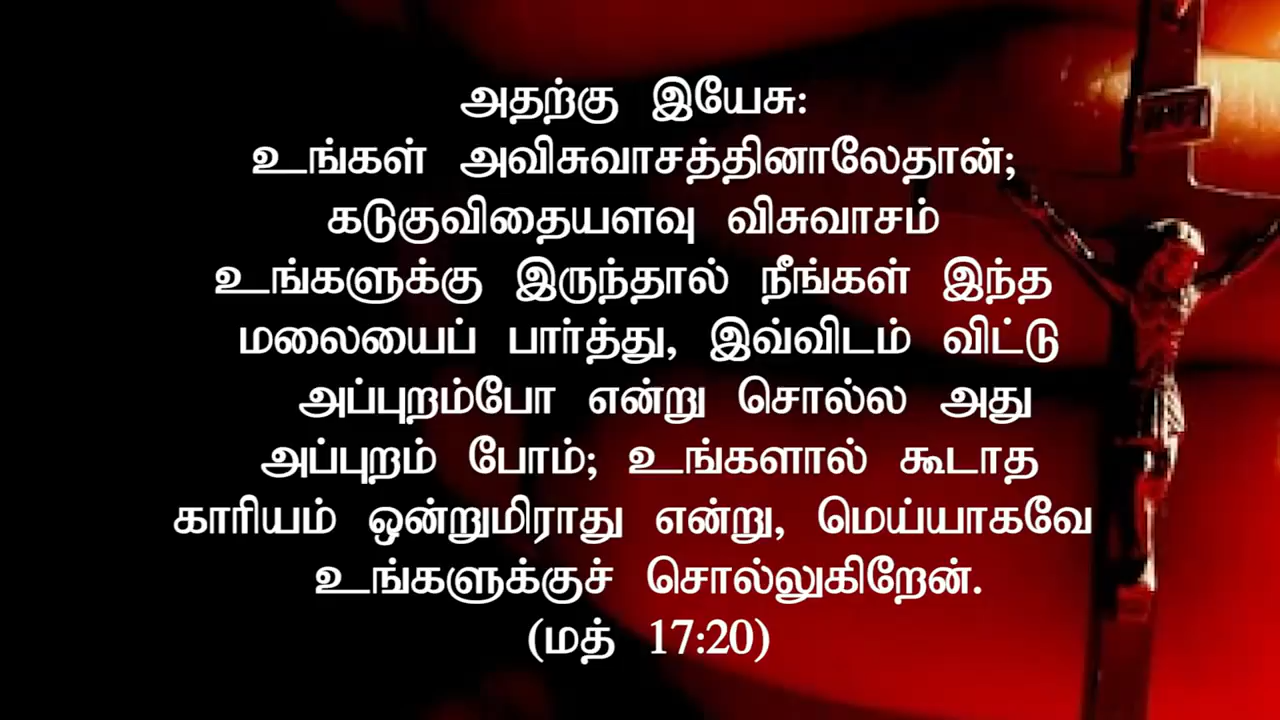 அதற்கு இயேசு:
உங்கள் அவிசுவாசத்தினாலேதான்;
கடுகுவிதையளவு விசுவாசம்
உங்களுக்கு இருந்தால் நீங்கள் இந்த
மலையைப் பார்த்து, இவ்விடம் விட்டு
அப்புறம்போ என்று சொல்ல அது
அப்புறம் போம்; உங்களால் கூடாத
காரியம் ஒன்றுமிராது என்று, மெய்யாகவே
உங்களுக்குச் சொல்லுகிறேன்.
(மத் 17:20)